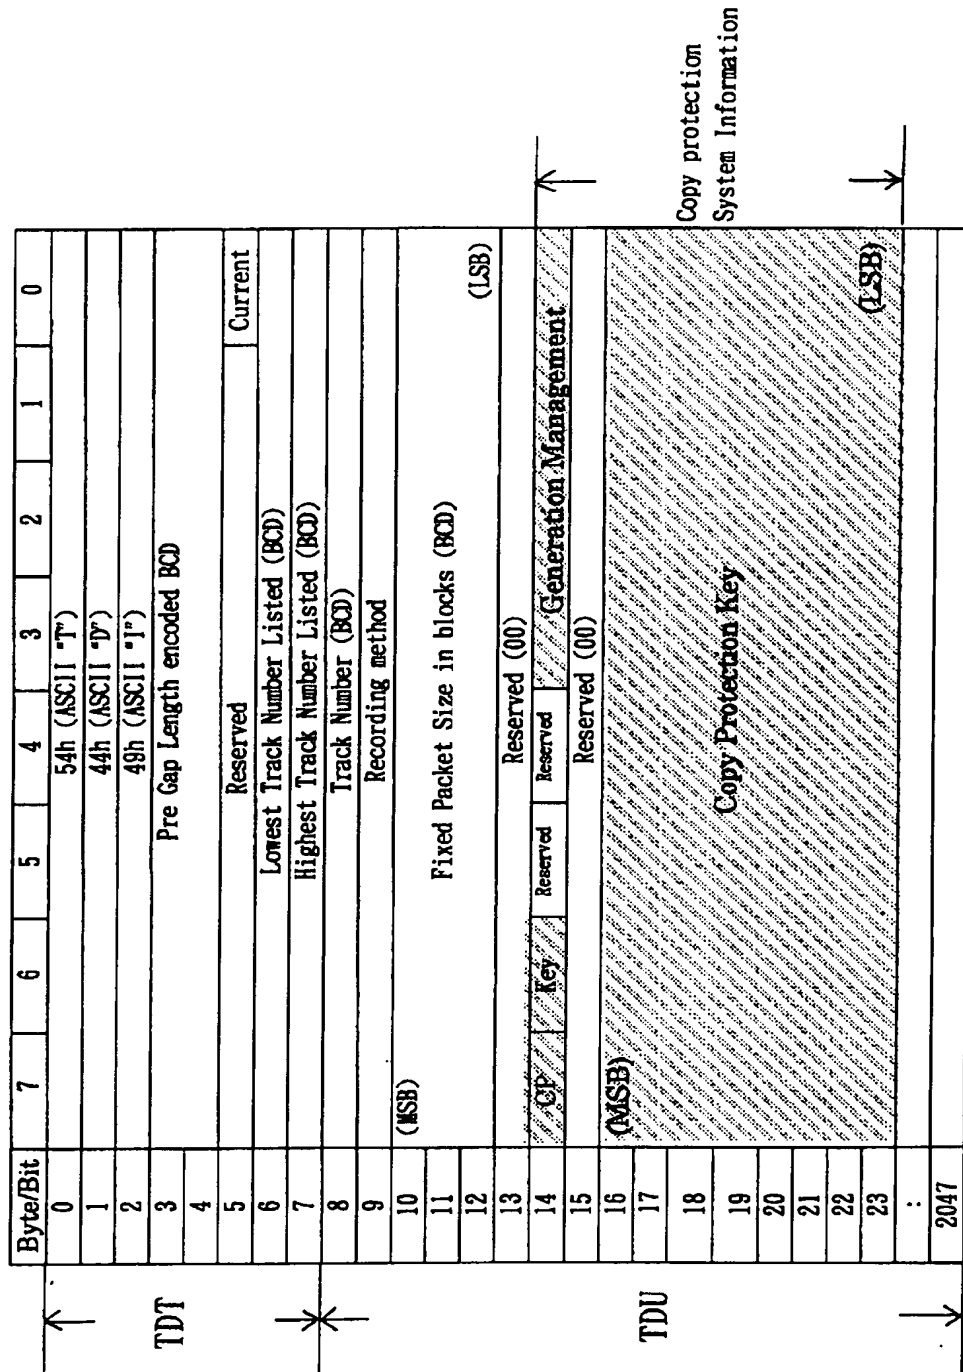 Byte/Bit 7 6 5 4 3 2 1 0
TDT
0 54h (ASCII "T")
1 44h (ASCII "D")
2 49h (ASCII "I")
3 Pre Gap Length encoded BCD
4
5 Reserved Current
6 Lowest Track Number Listed (BCD)
7 Highest Track Number Listed (BCD)
TDU
8 Track Number (BCD)
9 Recording method
10 (MSB)
11 Fixed Packet Size in blocks (BCD)
12 (LSB)
13 Reserved (00)
14 CP Key Reserved Reserved Generation Management
15 Reserved (00)
16 (MSB)
17
18
19 Copy Protection Key
20
21
22
23 (LSB)
:
2047
Copy protection
System Information